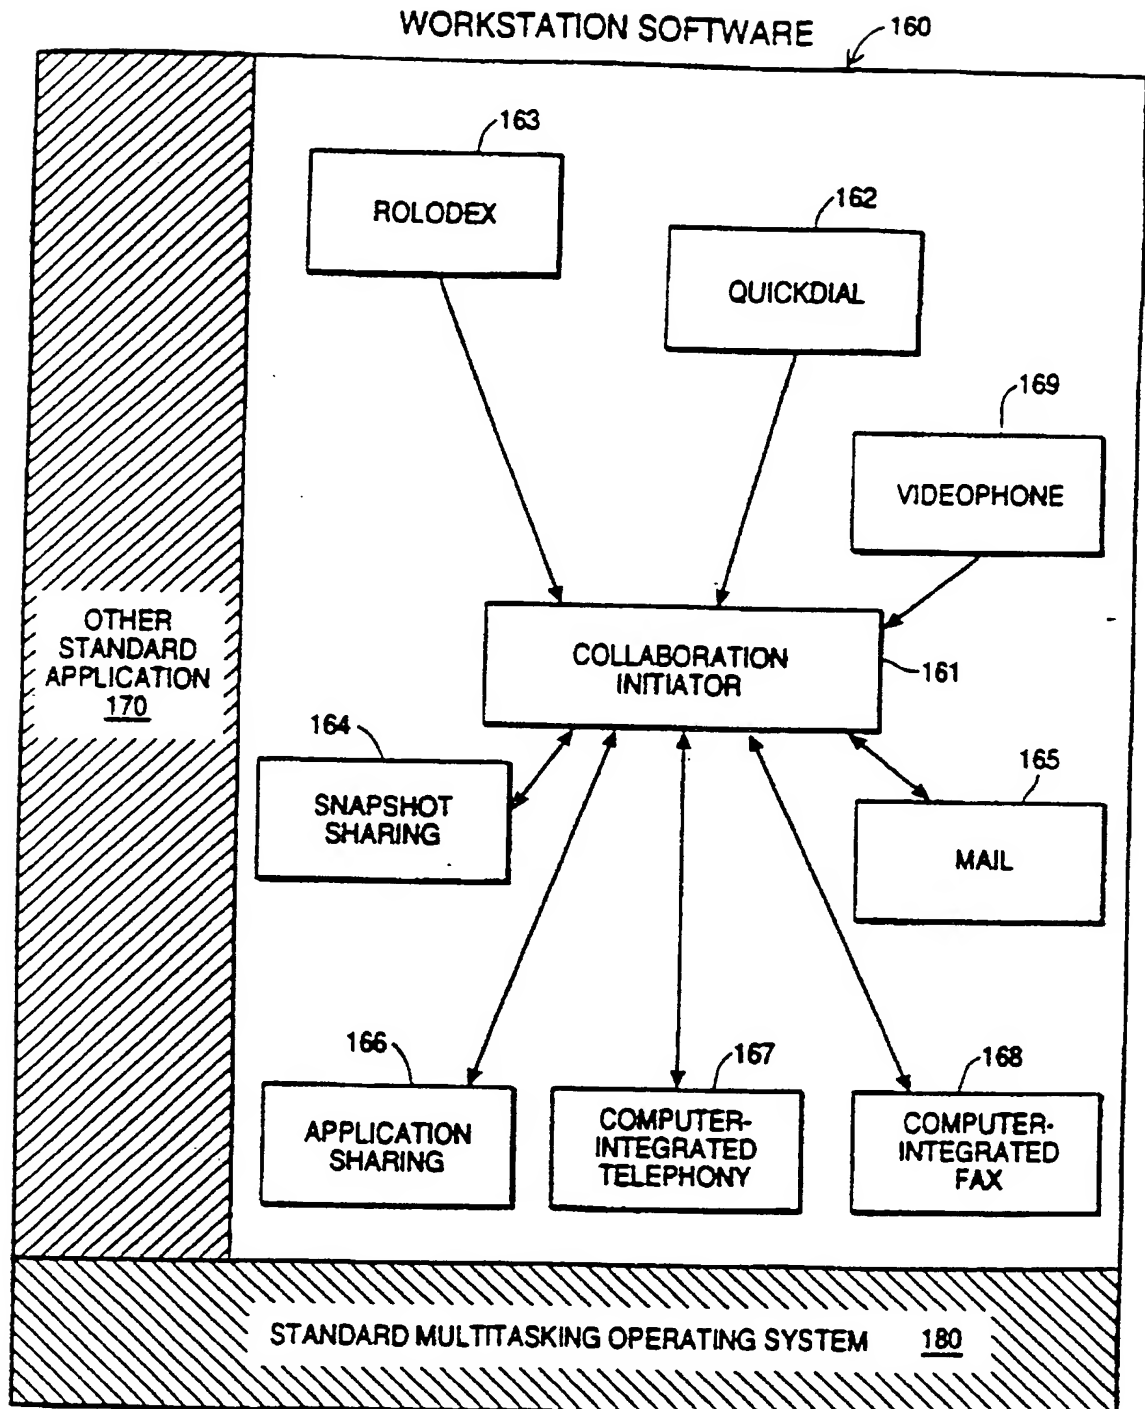 WORKSTATION SOFTWARE
160
163
ROLODEX
162
QUICKDIAL
169
VIDEOPHONE
OTHER
STANDARD
APPLICATION
170
COLLABORATION
INITIATOR
161
164
SNAPSHOT
SHARING
165
MAIL
166
APPLICATION
SHARING
167
COMPUTER-
INTEGRATED
TELEPHONY
168
COMPUTER-
INTEGRATED
FAX
STANDARD MULTITASKING OPERATING SYSTEM 180